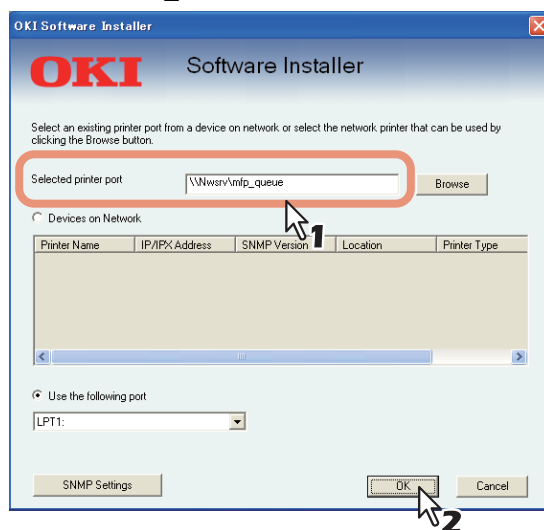 OKI Software Installer
OKI Software Installer
Select an existing printer port from a device on network or select the network printer that can be used by
clicking the Browse button.
Selected printer port \\Nwsrv\mfp_queue Browse
1
Devices on Network
Printer Name IP/IPX Address SNMP Version Location Printer Type
Use the following port
LPT1:
SNMP Settings OK Cancel
2